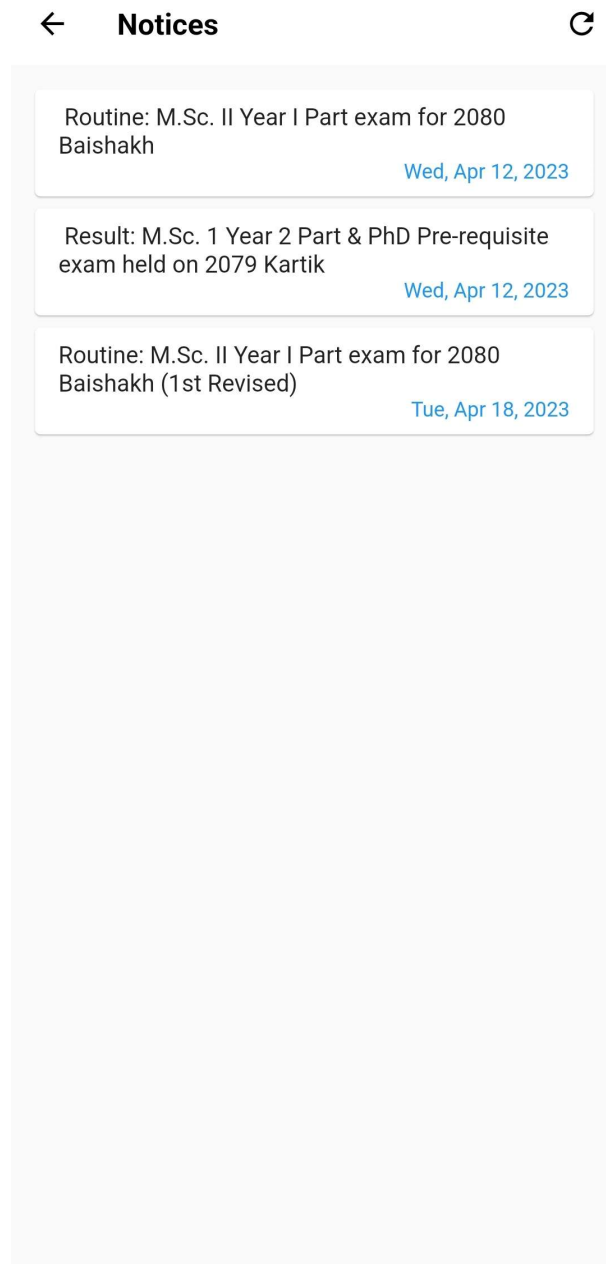 Notices
Routine: M.Sc. II Year I Part exam for 2080
Baishakh
Wed, Apr 12, 2023
Result: M.Sc. 1 Year 2 Part & PhD Pre-requisite
exam held on 2079 Kartik
Wed, Apr 12, 2023
Routine: M.Sc. II Year I Part exam for 2080
Baishakh (1st Revised)
Tue, Apr 18, 2023